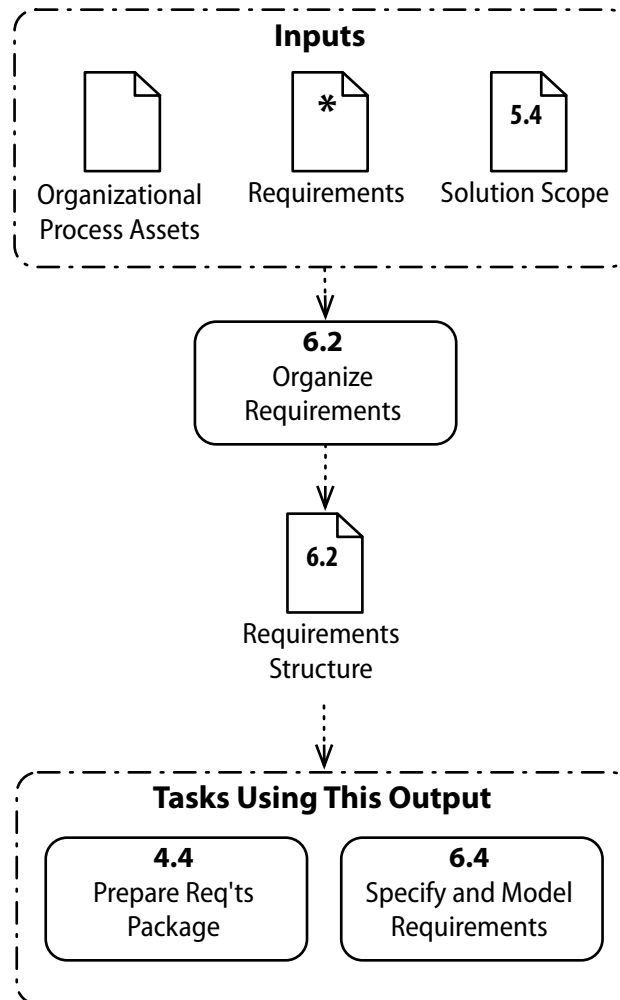 Inputs
*
5.4
Organizational
Process Assets
Requirements
Solution Scope
6.2
Organize
Requirements
6.2
Requirements
Structure
Tasks Using This Output
4.4
Prepare Req'ts
Package
6.4
Specify and Model
Requirements